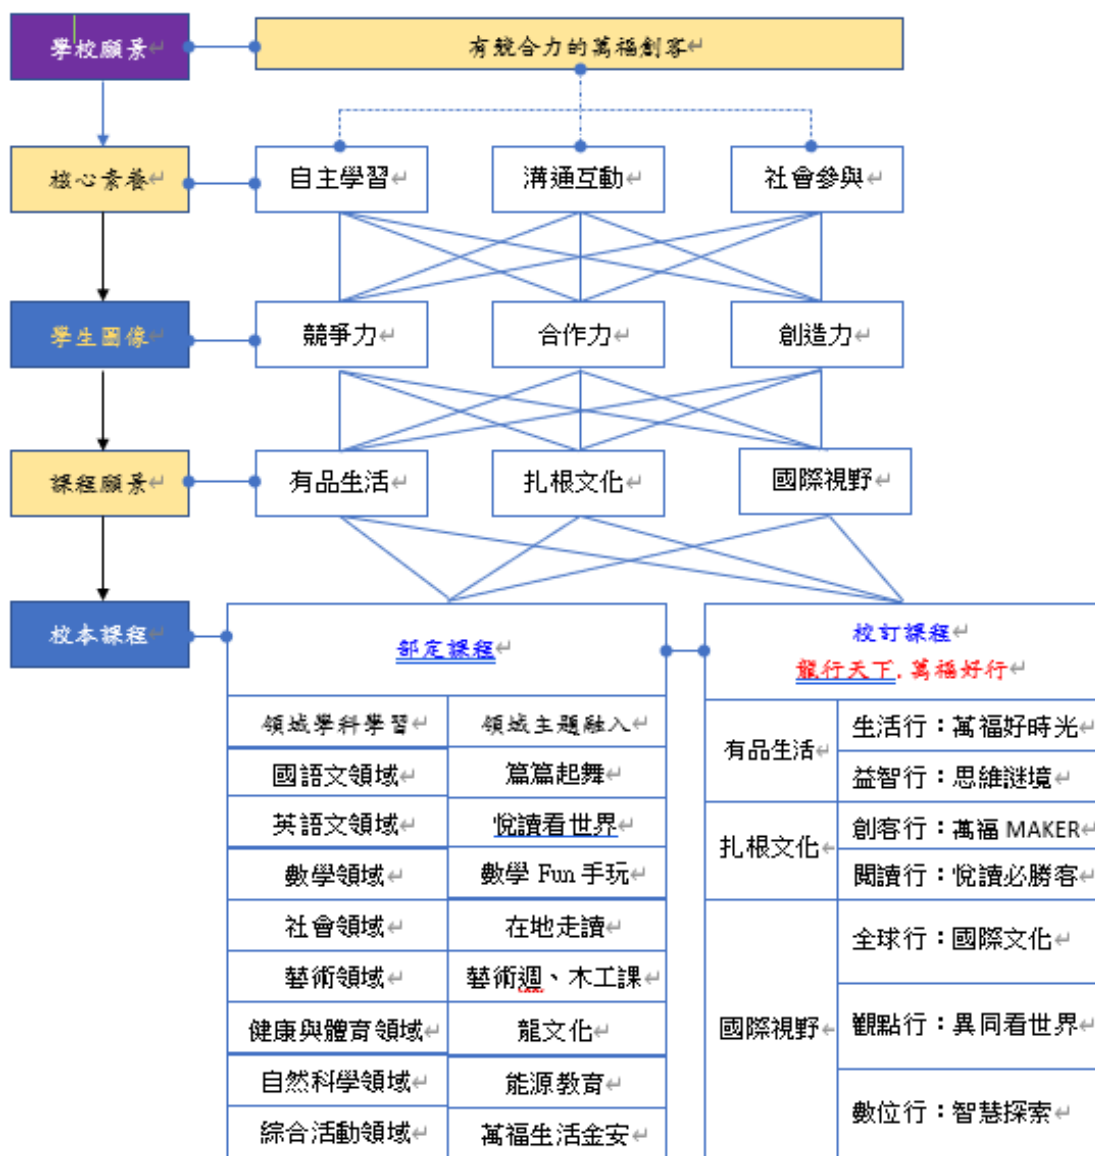 學校願景
有競合力的萬福創客
核心素養
自主學習
溝通互動
社會參與
學生圖像
競爭力
合作力
創造力
課程願景
有品生活
扎根文化
國際視野
校本課程
部定課程
校訂課程
龍行天下.萬福好行
領域學科學習
領域主題融入
國語文領域
篇篇起舞
英語文領域
悅讀看世界
數學領域
數學 Fun 手玩
社會領域
在地走讀
藝術領域
藝術週、木工課
健康與體育領域
龍文化
自然科學領域
能源教育
綜合活動領域
萬福生活金安
有品生活
生活行：萬福好時光
益智行：思維謎境
扎根文化
創客行：萬福 MAKER
閱讀行：悅讀必勝客
國際視野
全球行：國際文化
觀點行：異同看世界
數位行：智慧探索